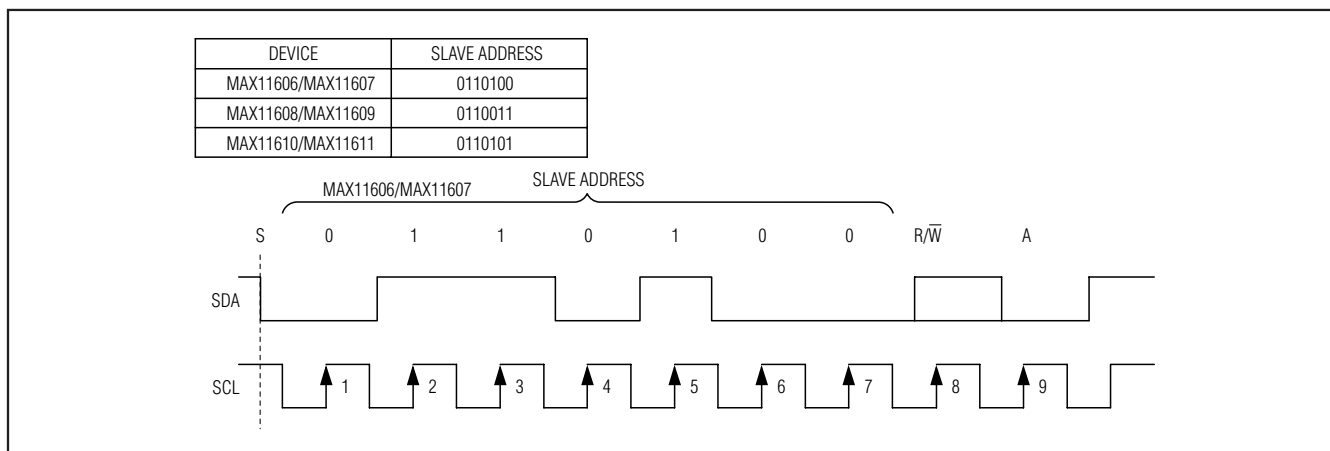 DEVICE SLAVE ADDRESS
MAX11606/MAX11607 0110100
MAX11608/MAX11609 0110011
MAX11610/MAX11611 0110101
MAX11606/MAX11607 SLAVE ADDRESS
S 0 1 1 0 1 0 0 R/W̅ A
SDA
SCL 1 2 3 4 5 6 7 8 9